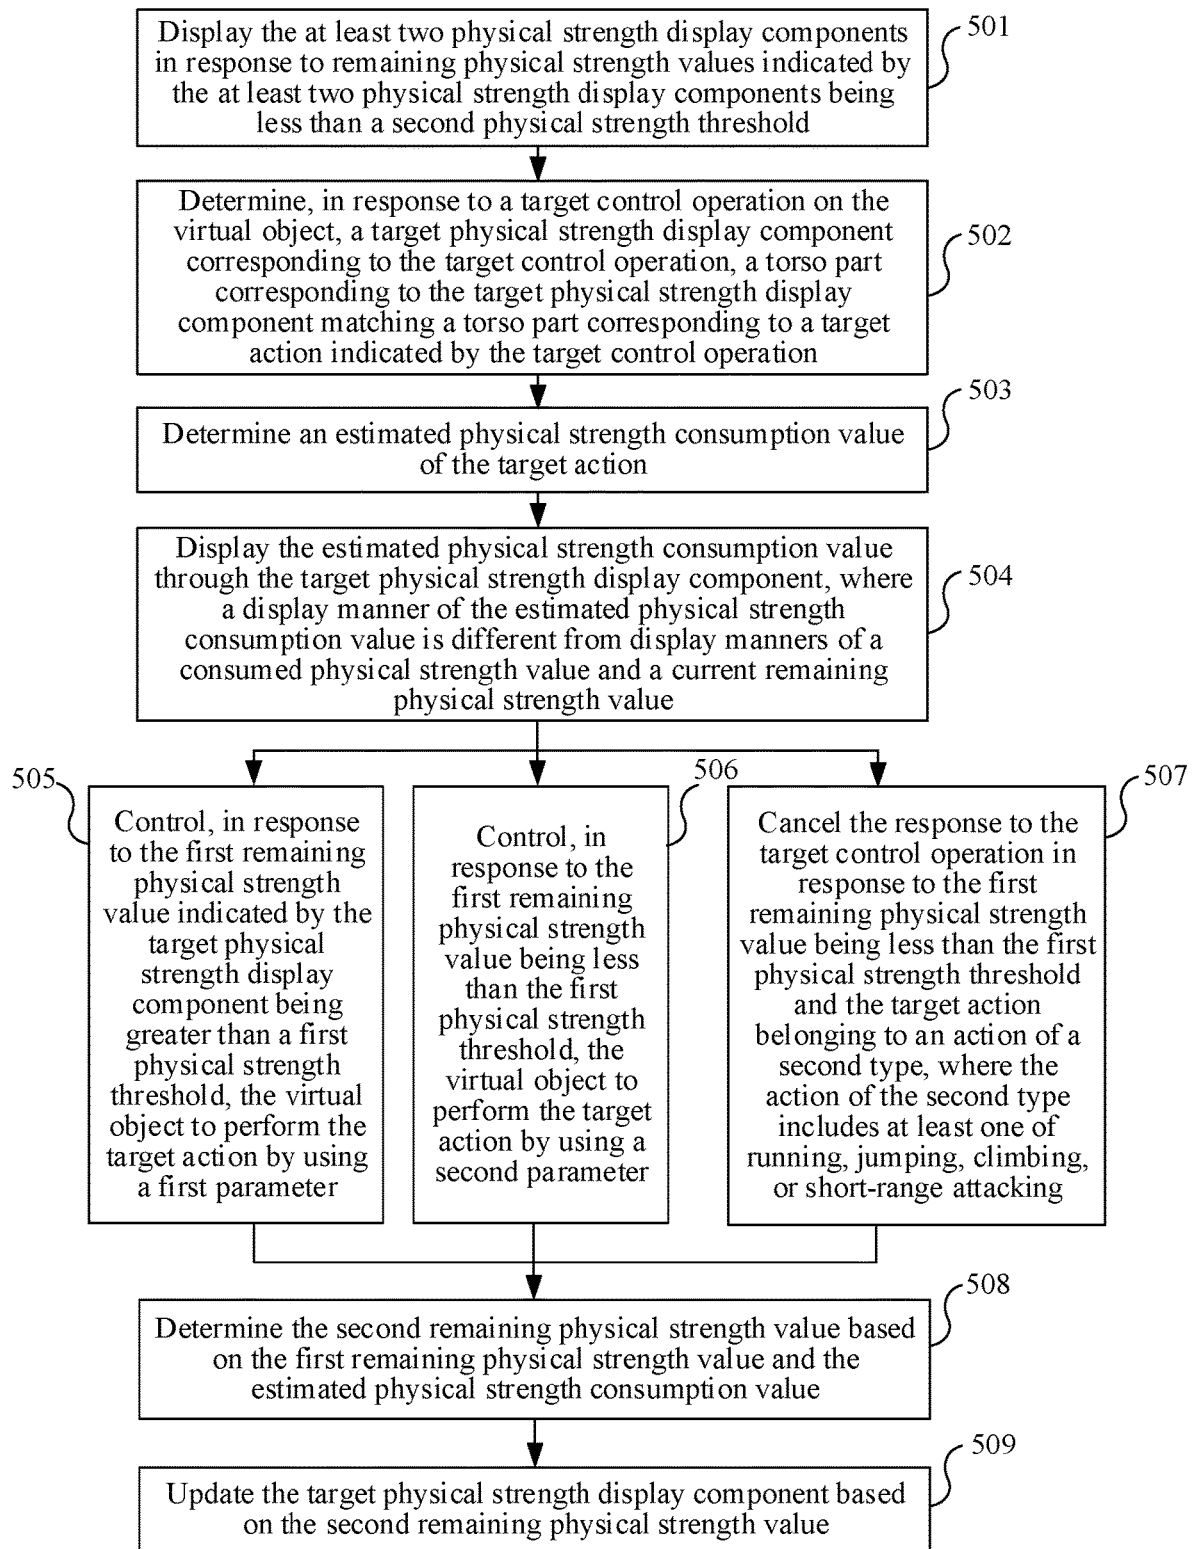 Display the at least two physical strength display components
in response to remaining physical strength values indicated by
the at least two physical strength display components being
less than a second physical strength threshold
501
Determine, in response to a target control operation on the
virtual object, a target physical strength display component
corresponding to the target control operation, a torso part
corresponding to the target physical strength display
component matching a torso part corresponding to a target
action indicated by the target control operation
502
Determine an estimated physical strength consumption value
of the target action
503
Display the estimated physical strength consumption value
through the target physical strength display component, where
a display manner of the estimated physical strength
consumption value is different from display manners of a
consumed physical strength value and a current remaining
physical strength value
504
505
Control, in response
to the first remaining
physical strength
value indicated by the
target physical
strength display
component being
greater than a first
physical strength
threshold, the virtual
object to perform the
target action by using
a first parameter
506
Control, in
response to the
first remaining
physical strength
value being less
than the first
physical strength
threshold, the
virtual object to
perform the target
action by using a
second parameter
507
Cancel the response to the
target control operation in
response to the first
remaining physical strength
value being less than the first
physical strength threshold
and the target action
belonging to an action of a
second type, where the
action of the second type
includes at least one of
running, jumping, climbing,
or short-range attacking
508
Determine the second remaining physical strength value based
on the first remaining physical strength value and the
estimated physical strength consumption value
509
Update the target physical strength display component based
on the second remaining physical strength value